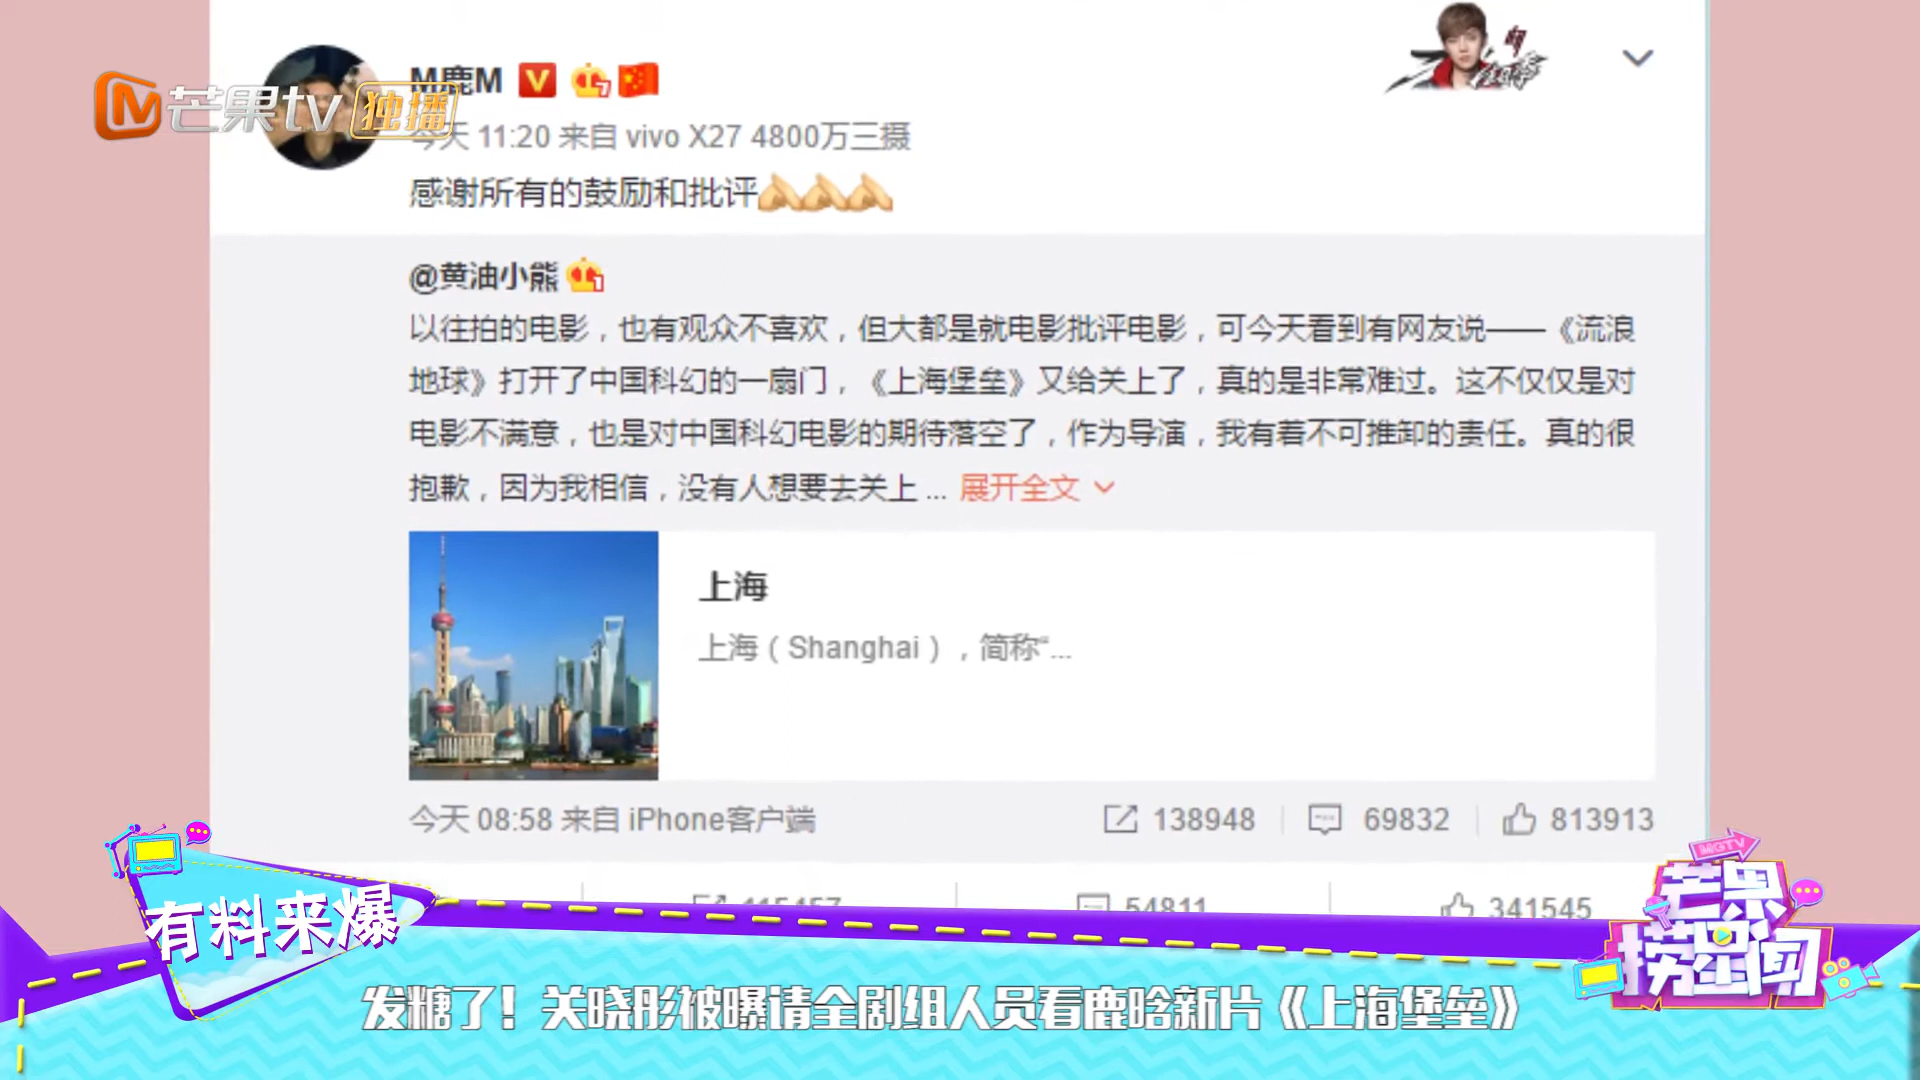 M鹿M
芒果tv 独播
今天 11:20 来自 vivo X27 4800万三摄
感谢所有的鼓励和批评
@黄油小熊
以往拍的电影，也有观众不喜欢，但大都是就电影批评电影，可今天看到有网友说——《流浪
地球》打开了中国科幻的一扇门，《上海堡垒》又给关上了，真的是非常难过。这不仅仅是对
电影不满意，也是对中国科幻电影的期待落空了，作为导演，我有着不可推卸的责任。真的很
抱歉，因为我相信，没有人想要去关上 ... 展开全文
上海
上海（Shanghai），简称“...
今天 08:58 来自 iPhone客户端 138948 69832 813913
115457 54811 341545
MGTV
有料来爆
芒果
捞星闻
发糖了！关晓彤被曝请全剧组人员看鹿晗新片《上海堡垒》